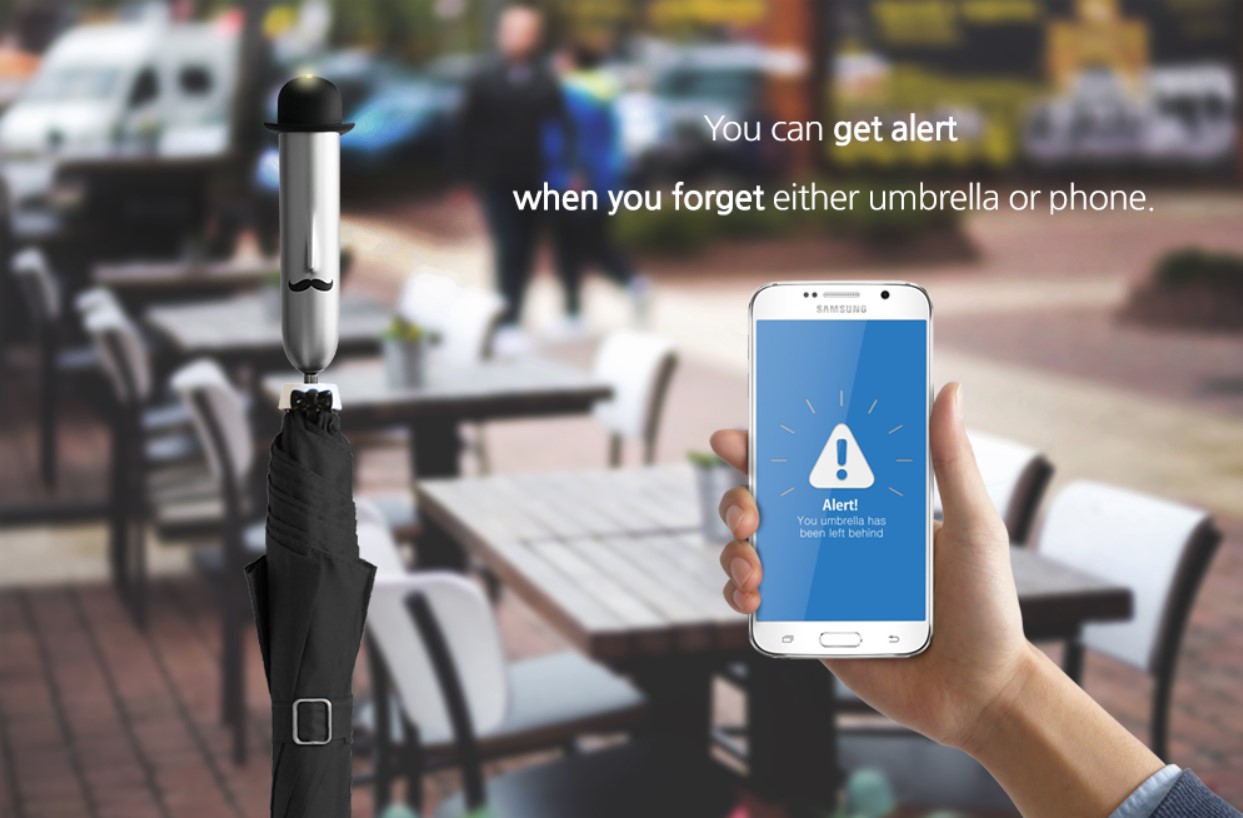 You can get alert
when you forget either umbrella or phone.
SAMSUNG
Alert!
You umbrella has
been left behind